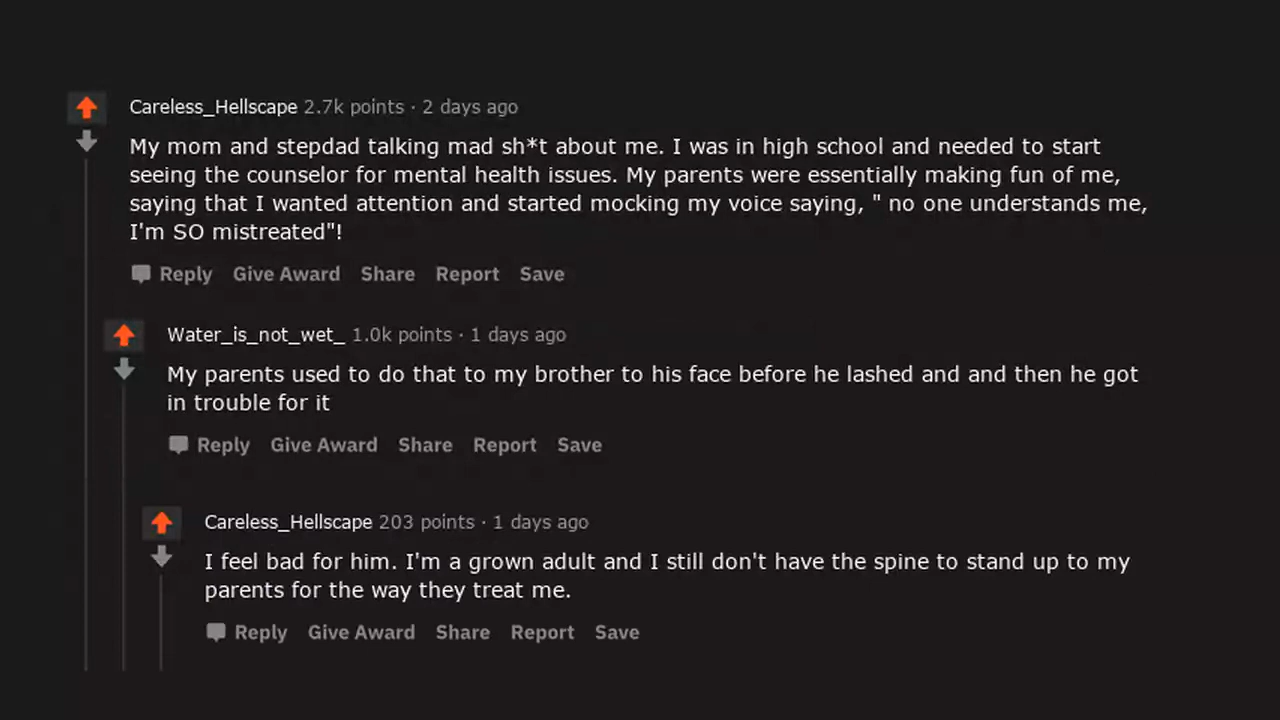 Careless_Hellscape 2.7k points · 2 days ago
My mom and stepdad talking mad sh*t about me. I was in high school and needed to start
seeing the counselor for mental health issues. My parents were essentially making fun of me,
saying that I wanted attention and started mocking my voice saying, " no one understands me,
I'm SO mistreated"!
Reply Give Award Share Report Save
Water_is_not_wet_ 1.0k points · 1 days ago
My parents used to do that to my brother to his face before he lashed and and then he got
in trouble for it
Reply Give Award Share Report Save
Careless_Hellscape 203 points · 1 days ago
I feel bad for him. I'm a grown adult and I still don't have the spine to stand up to my
parents for the way they treat me.
Reply Give Award Share Report Save